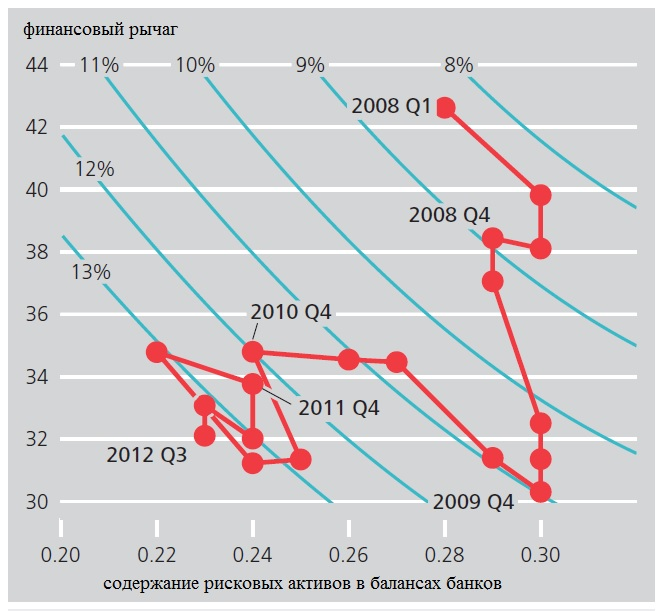 финансовый рычаг
44 11% 10% 9% 8%
2008 Q1
42
12%
40
2008 Q4
38
13%
36
2010 Q4
34
2011 Q4
32
2012 Q3
30
2009 Q4
0.20 0.22 0.24 0.26 0.28 0.30
содержание рисковых активов в балансах банков